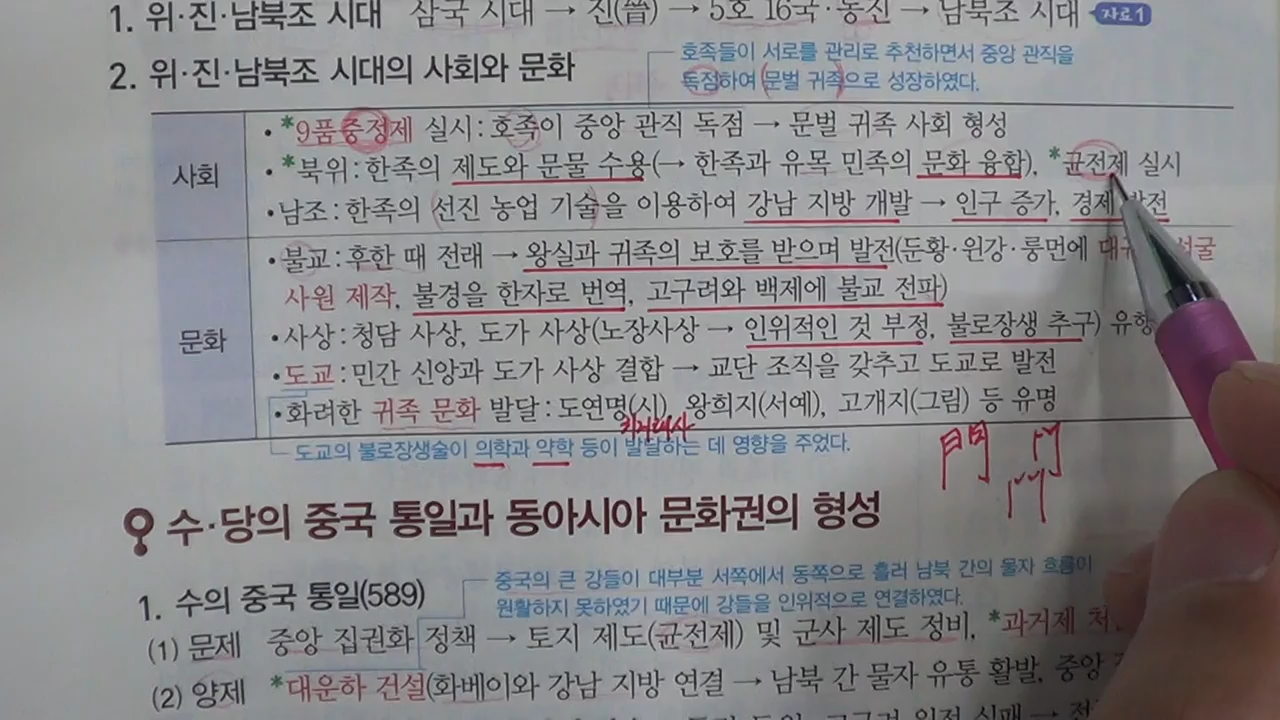 1. 위·진·남북조 시대 삼국 시대 → 진(晉) → 5호 16국·동진 → 남북조 시대 자료1
호족들이 서로를 관리로 추천하면서 중앙 관직을
독점하여 문벌 귀족으로 성장하였다.
2. 위·진·남북조 시대의 사회와 문화
사회
• *9품중정제 실시: 호족이 중앙 관직 독점 → 문벌 귀족 사회 형성
• *북위: 한족의 제도와 문물 수용(→ 한족과 유목 민족의 문화 융합), *균전제 실시
• 남조: 한족의 선진 농업 기술을 이용하여 강남 지방 개발 → 인구 증가, 경제 발전
문화
• 불교: 후한 때 전래 → 왕실과 귀족의 보호를 받으며 발전(둔황·윈강·룽먼에 대규 석굴
사원 제작, 불경을 한자로 번역, 고구려와 백제에 불교 전파)
• 사상: 청담 사상, 도가 사상(노장사상 → 인위적인 것 부정, 불로장생 추구) 유행
• 도교: 민간 신앙과 도가 사상 결합 → 교단 조직을 갖추고 도교로 발전
• 화려한 귀족 문화 발달: 도연명(시), 왕희지(서예), 고개지(그림) 등 유명
귀거래사
도교의 불로장생술이 의학과 약학 등이 발달하는 데 영향을 주었다.
門 门
수·당의 중국 통일과 동아시아 문화권의 형성
중국의 큰 강들이 대부분 서쪽에서 동쪽으로 흘러 남북 간의 물자 흐름이
원활하지 못하였기 때문에 강들을 인위적으로 연결하였다.
1. 수의 중국 통일(589)
(1) 문제 중앙 집권화 정책 → 토지 제도(균전제) 및 군사 제도 정비, *과거제 처
(2) 양제 *대운하 건설(화베이와 강남 지방 연결 → 남북 간 물자 유통 활발, 중앙